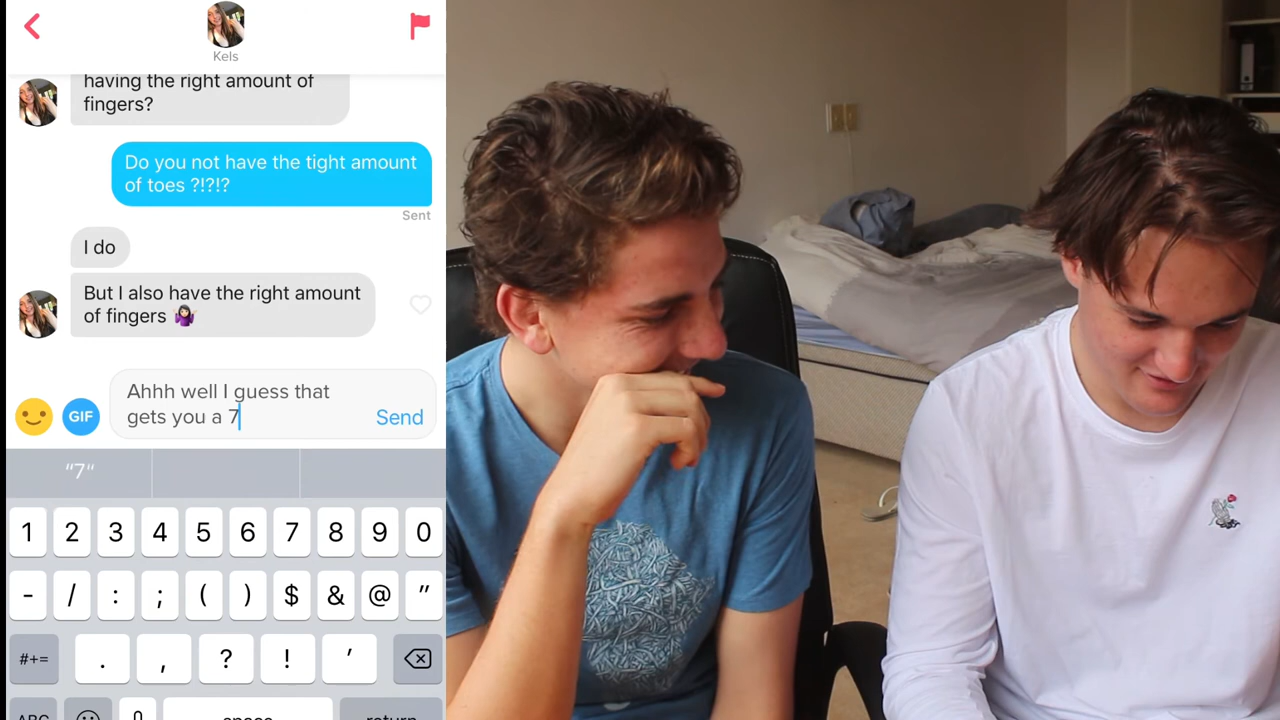 Kels
having the right amount of
fingers?
Do you not have the tight amount
of toes ?!?!?
Sent
I do
But I also have the right amount
of fingers 🤷🏻‍♀️
Ahhh well I guess that
gets you a 7
GIF
Send
“7“
1 2 3 4 5 6 7 8 9 0
- / : ; ( ) $ & @ ”
#+= . , ? ! ’
ABC space return